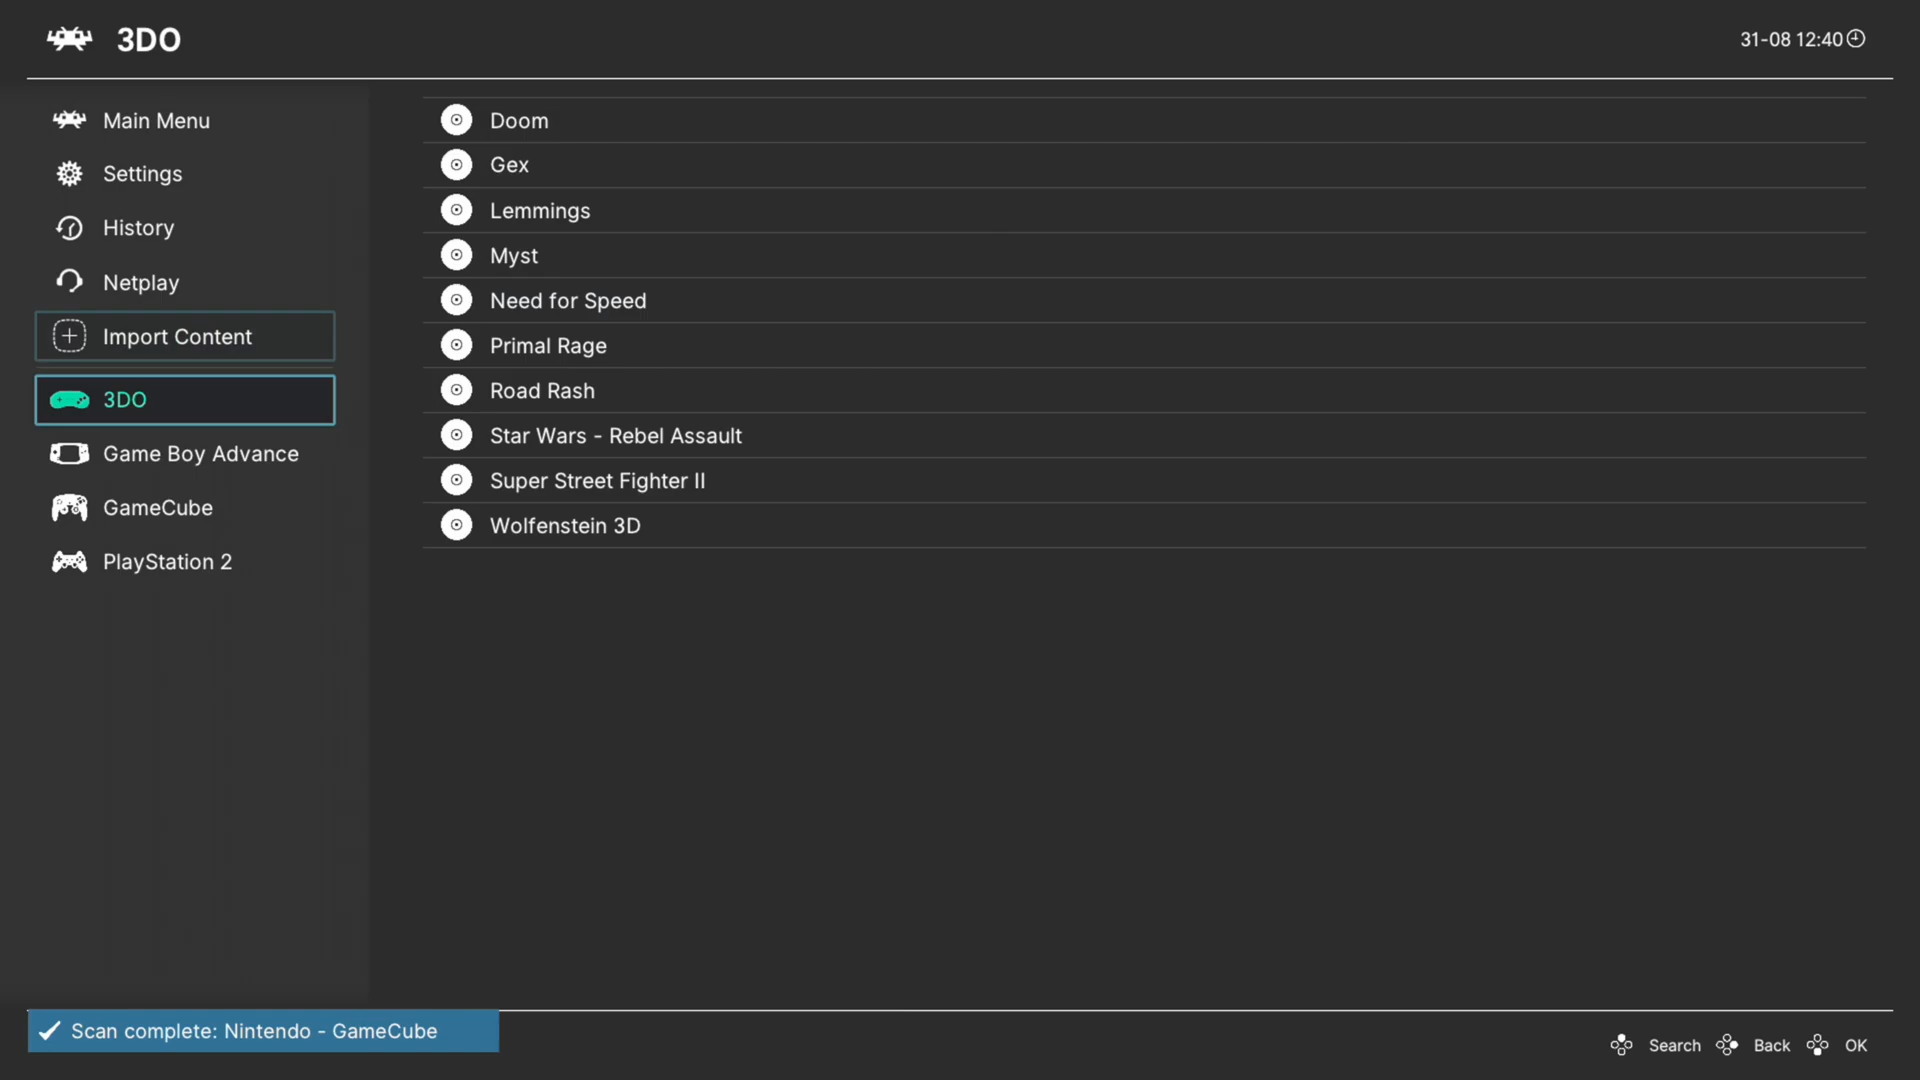 3DO
31-08 12:40
Main Menu
Settings
History
Netplay
Import Content
3DO
Game Boy Advance
GameCube
PlayStation 2
Doom
Gex
Lemmings
Myst
Need for Speed
Primal Rage
Road Rash
Star Wars - Rebel Assault
Super Street Fighter II
Wolfenstein 3D
Scan complete: Nintendo - GameCube
Search Back OK